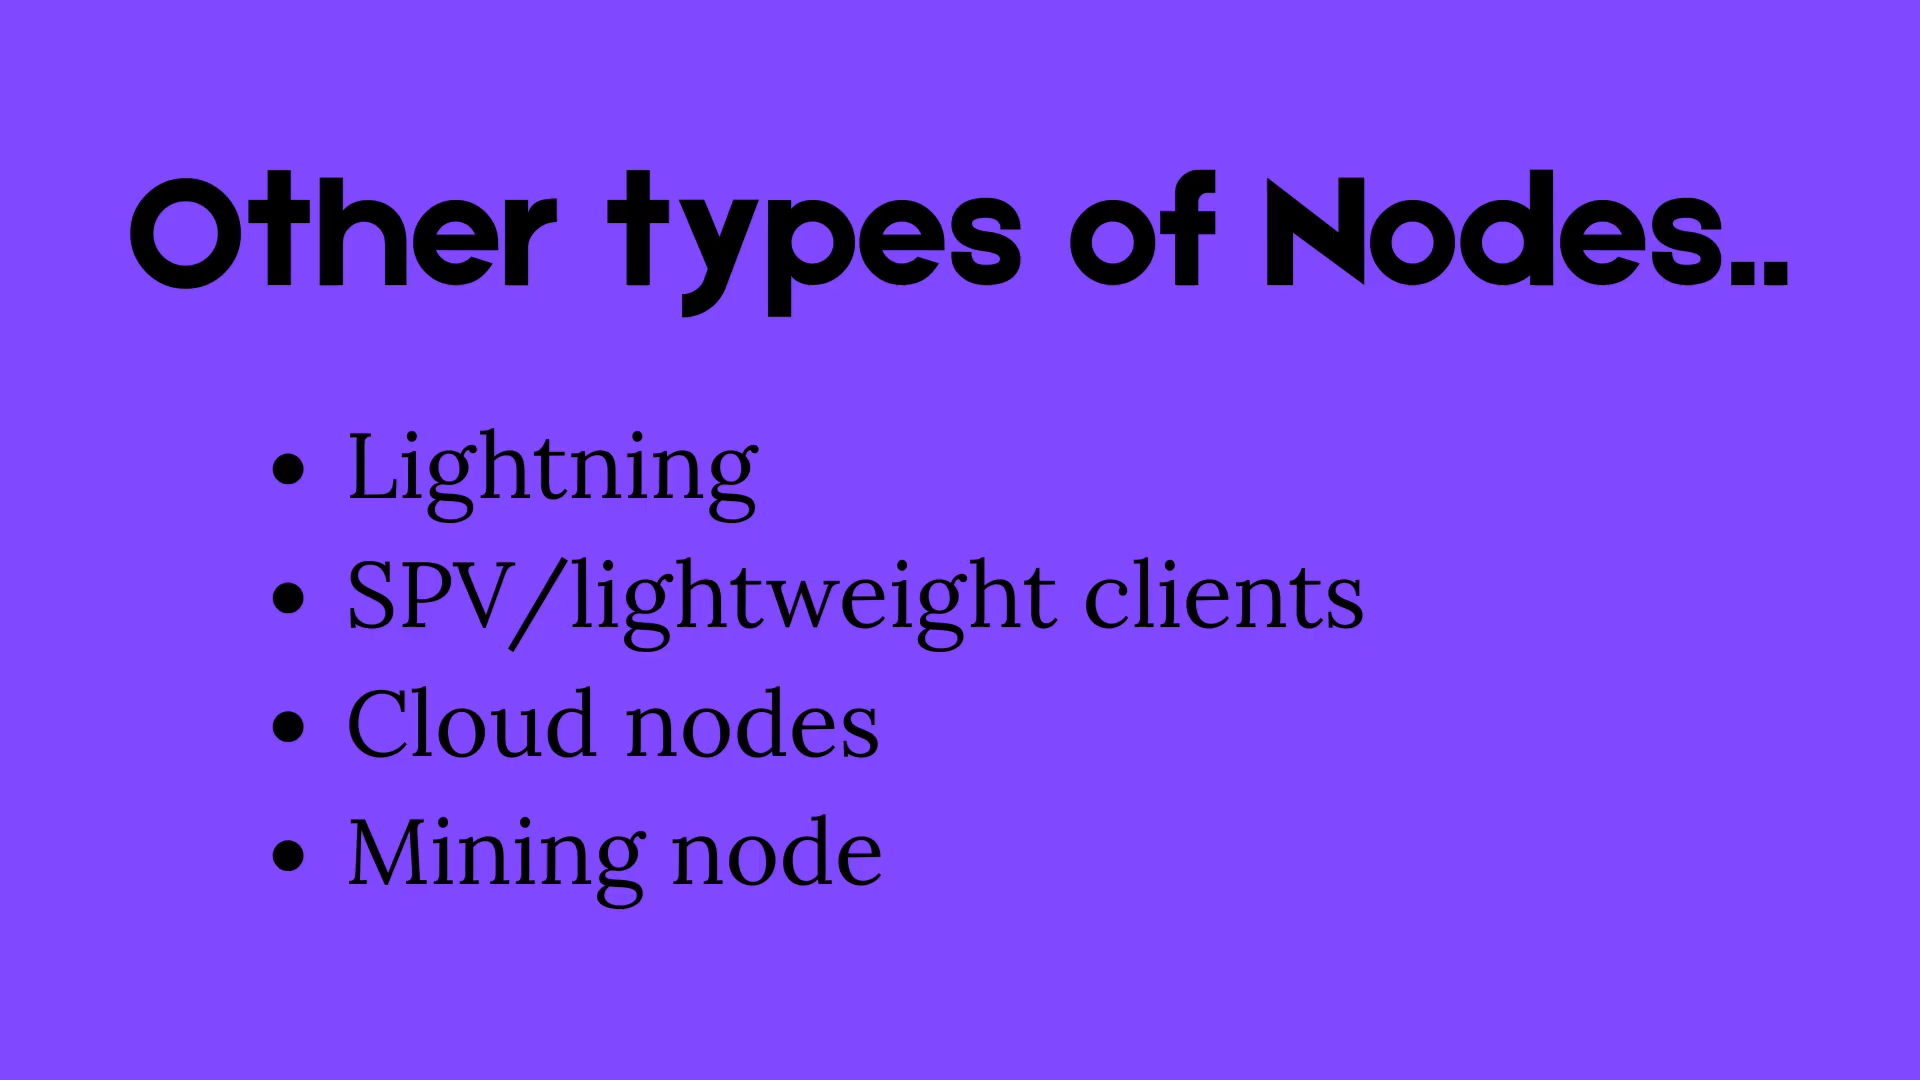 Other types of Nodes..
• Lightning
• SPV/lightweight clients
• Cloud nodes
• Mining node